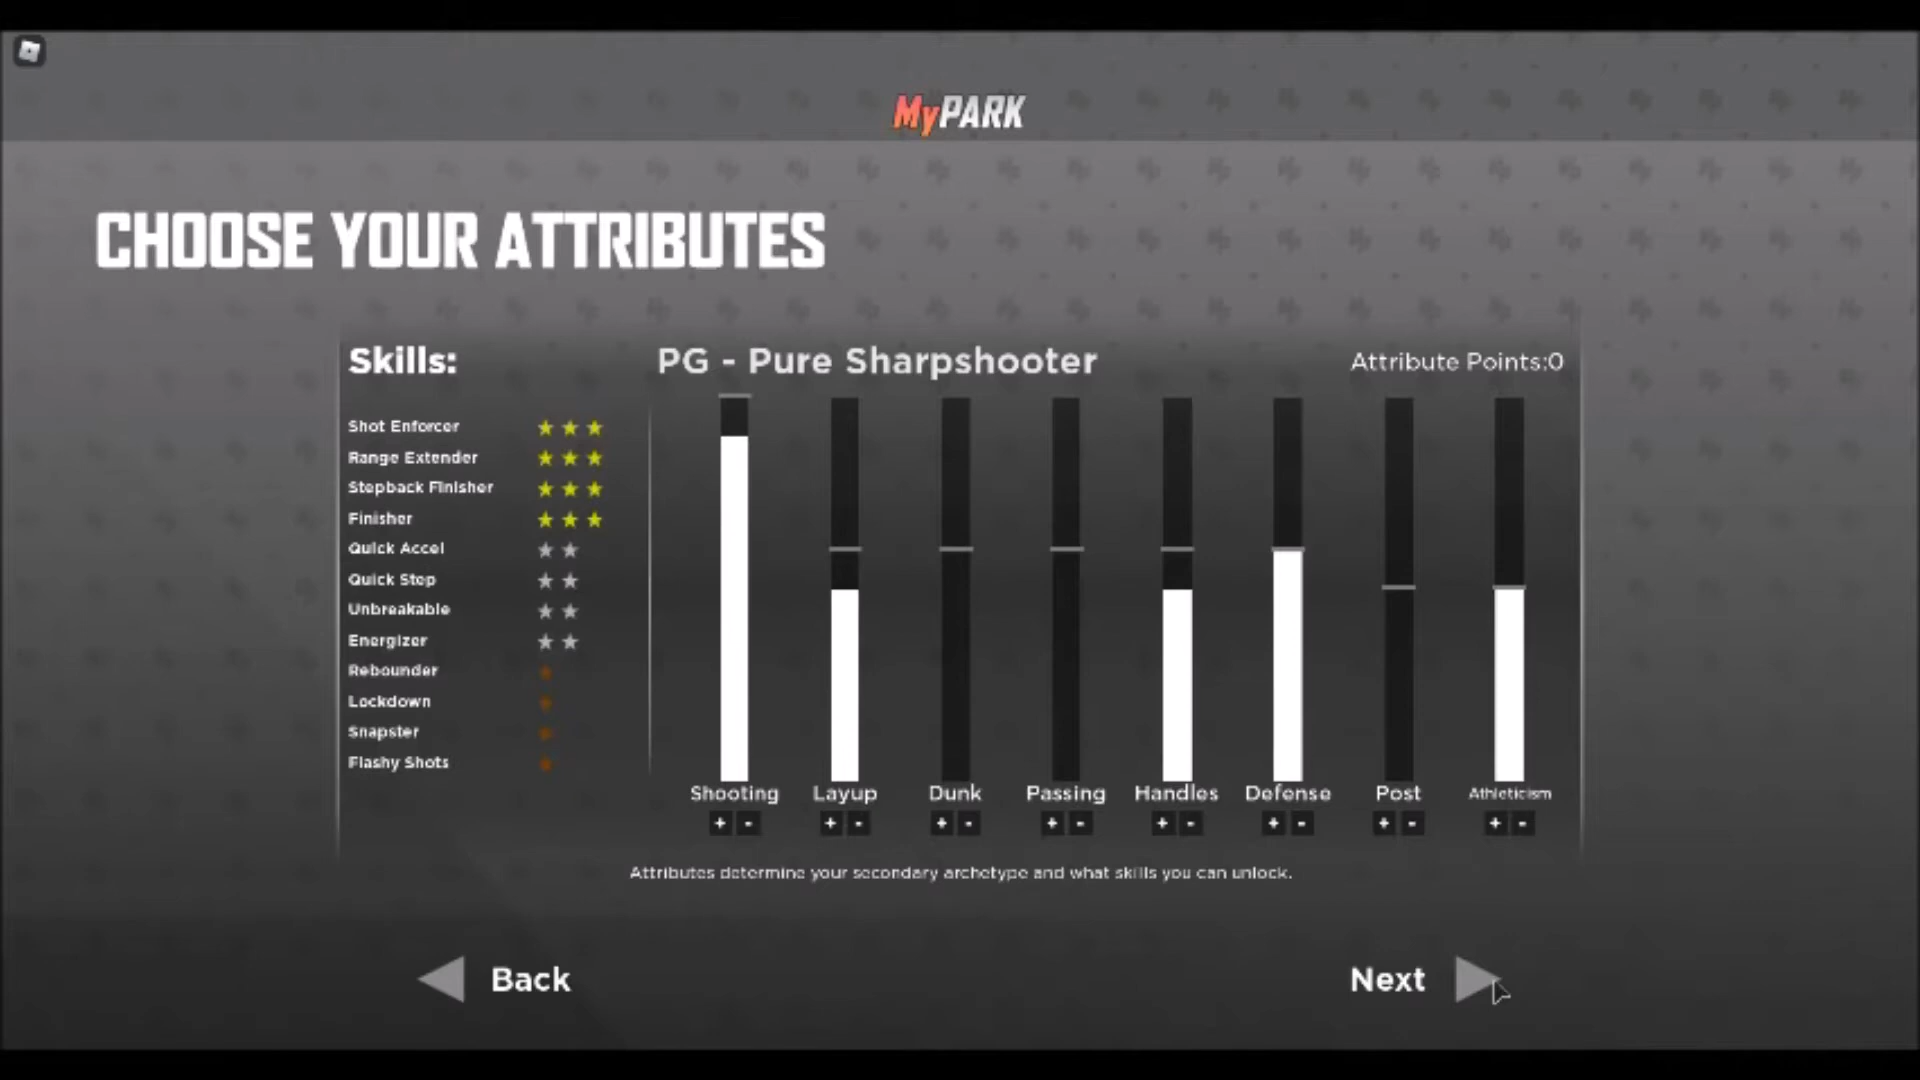 MyPARK
CHOOSE YOUR ATTRIBUTES
Skills:
PG - Pure Sharpshooter
Attribute Points:0
Shot Enforcer
Range Extender
Stepback Finisher
Finisher
Quick Accel
Quick Step
Unbreakable
Energizer
Rebounder
Lockdown
Snapster
Flashy Shots
Shooting Layup Dunk Passing Handles Defense Post Athleticism
+ - + - + - + - + - + - + - + -
Attributes determine your secondary archetype and what skills you can unlock.
Back
Next